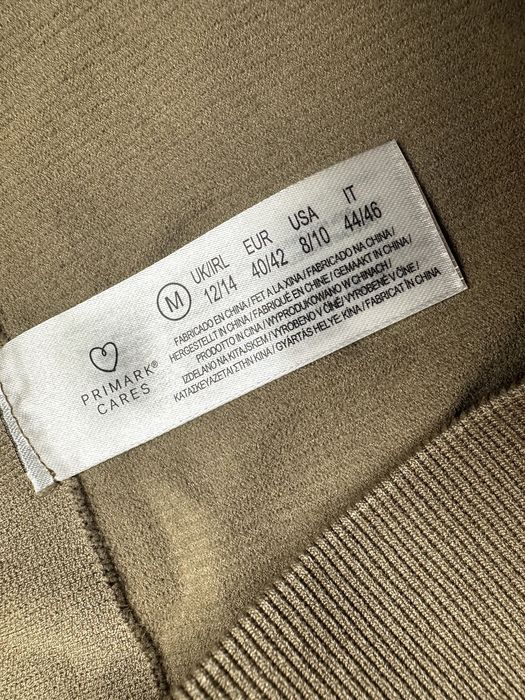 PRIMARK®
CARES
M
UK/IRL EUR USA IT
12/14 40/42 8/10 44/46
FABRICADO EN CHINA / FET A LA XINA / FABRICADO NA CHINA /
HERGESTELLT IN CHINA / FABRIQUÉ EN CHINE / GEMAAKT IN CHINA /
PRODOTTO IN CINA / WYPRODUKOWANO W CHINACH /
IZDELANO NA KITAJSKEM / VYROBENO V ČÍNĚ / VYROBENÉ V ČÍNE /
ΚΑΤΑΣΚΕΥΑΖΕΤΑΙ ΣΤΗΝ ΚΙΝΑ / GYÁRTÁS HELYE: KÍNA / FABRICAT ÎN CHINA